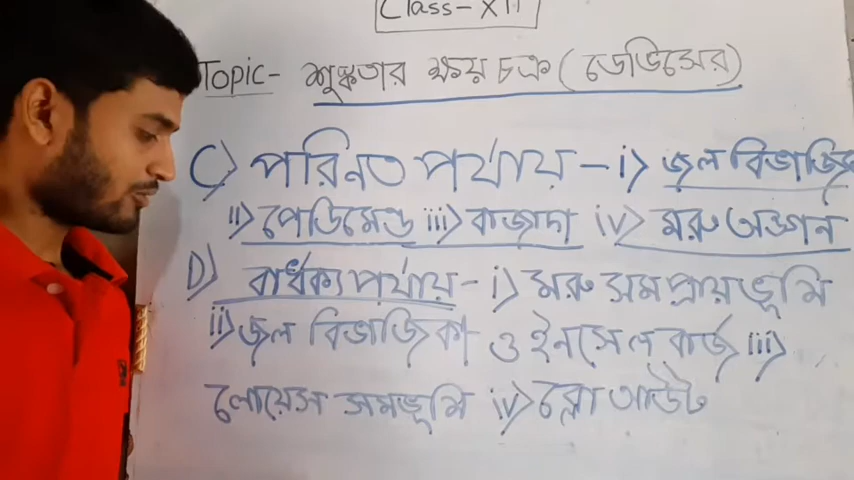 Class-XII
Topic- শুষ্কতার ক্ষয় চক্র (ডেভিসের)
C) পরিনত পর্যায় - i) জল বিভাজিকা
ii) পেডিমেন্ড iii) বাজাদা iv) মরু অঙ্গন
D) বার্ধক্য পর্যায় - i) মরু সমপ্রায়ভূমি
ii) জল বিভাজিকা ও ইনসেলবার্জ iii)
লোয়েস সমভূমি iv) ব্লো আউট